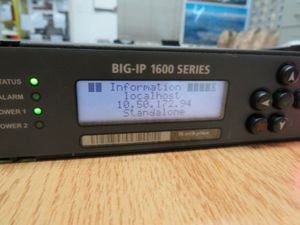 BIG-IP 1600 SERIES
STATUS
ALARM
POWER 1
POWER 2
Information
localhost
10.50.172.94
Standalone